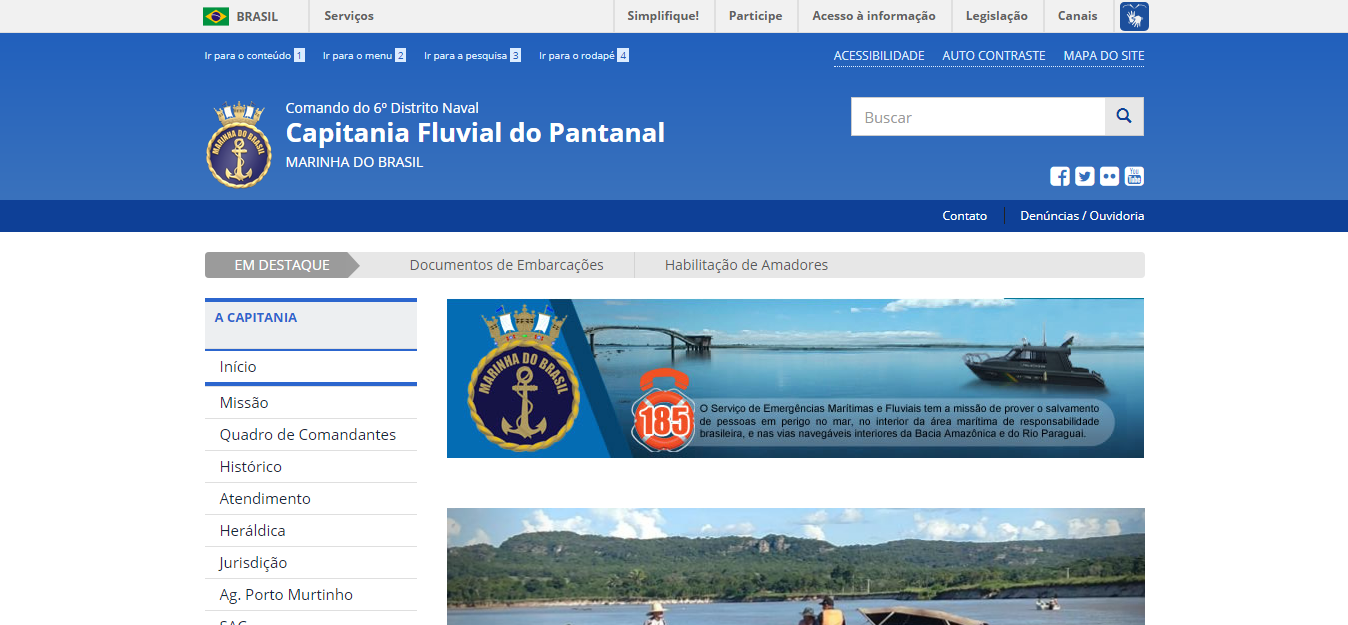 BRASIL
Serviços
Simplifique!
Participe
Acesso à informação
Legislação
Canais
Ir para o conteúdo 1
Ir para o menu 2
Ir para a pesquisa 3
Ir para o rodapé 4
ACESSIBILIDADE
AUTO CONTRASTE
MAPA DO SITE
MARINHA DO BRASIL
Comando do 6º Distrito Naval
Capitania Fluvial do Pantanal
MARINHA DO BRASIL
Buscar
You
Tube
Contato
Denúncias / Ouvidoria
EM DESTAQUE
Documentos de Embarcações
Habilitação de Amadores
A CAPITANIA
Início
Missão
Quadro de Comandantes
Histórico
Atendimento
Heráldica
Jurisdição
Ag. Porto Murtinho
SAC
MARINHA DO BRASIL
185
O Serviço de Emergências Marítimas e Fluviais tem a missão de prover o salvamento
de pessoas em perigo no mar, no interior da área marítima de responsabilidade
brasileira, e nas vias navegáveis interiores da Bacia Amazônica e do Rio Paraguai.